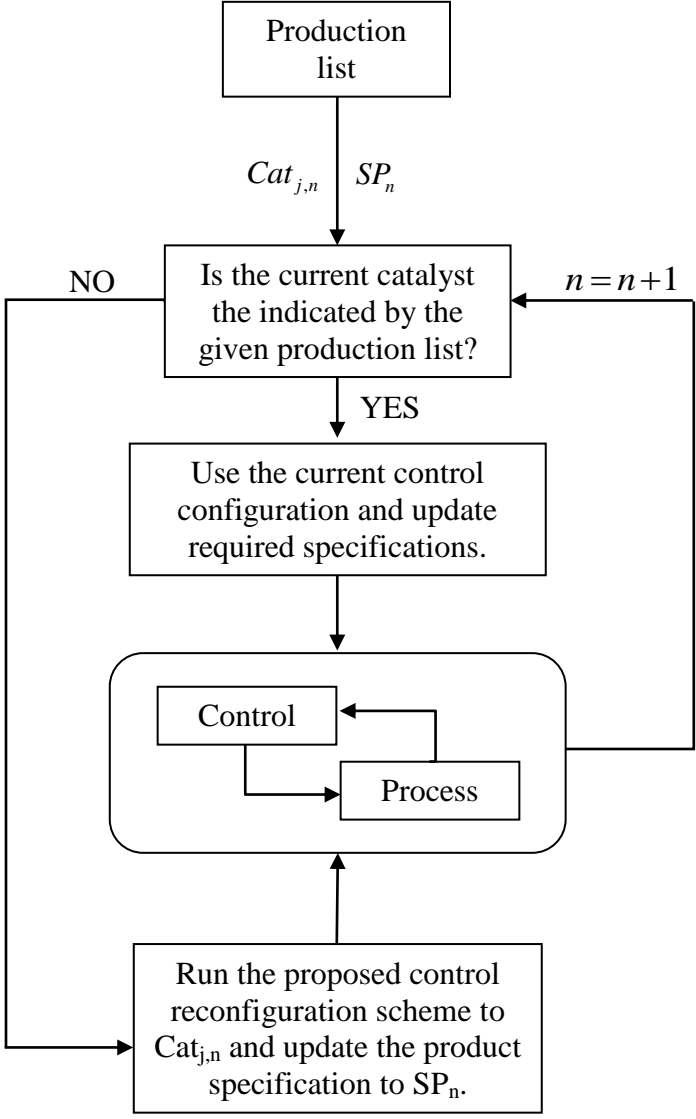 Production
list
Cat_{j,n} SP_n
NO
Is the current catalyst
the indicated by the
given production list?
n = n+1
YES
Use the current control
configuration and update
required specifications.
Control
Process
Run the proposed control
reconfiguration scheme to
Cat_{j,n} and update the product
specification to SP_n.